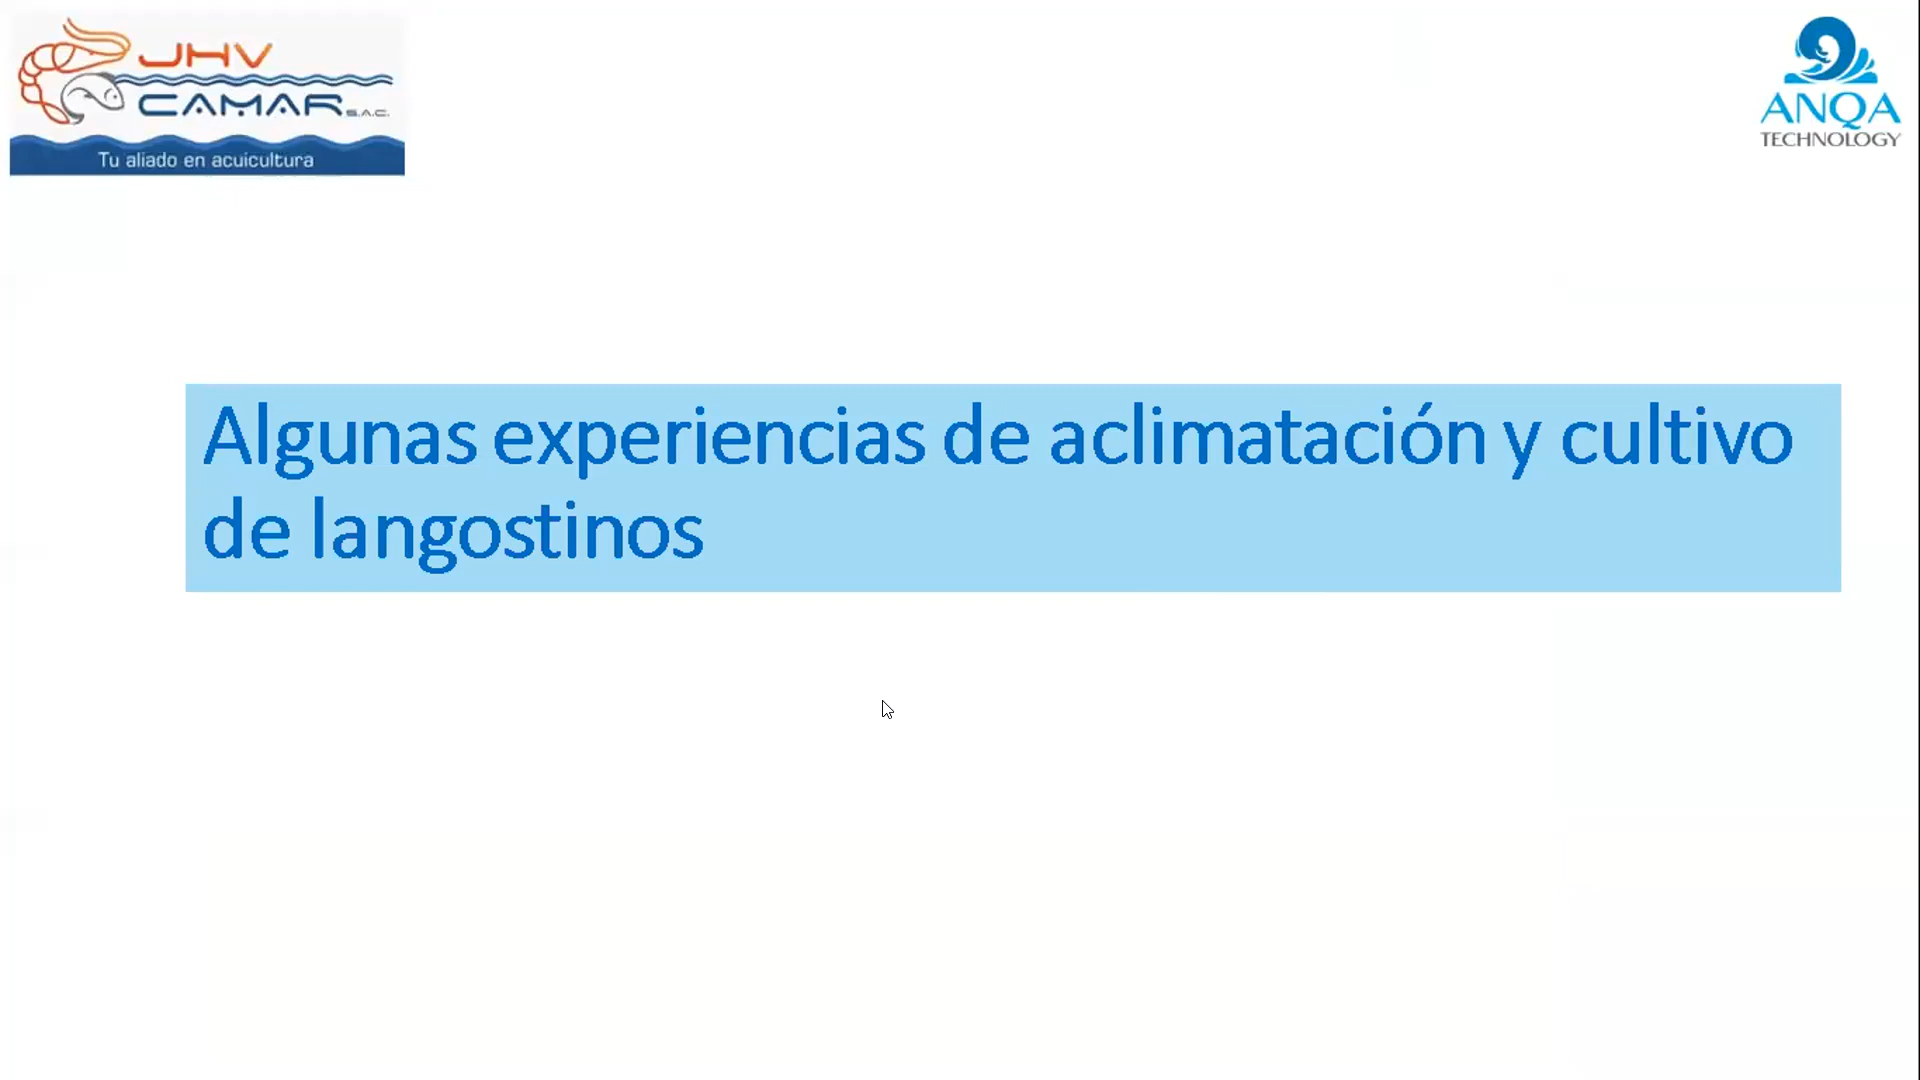 JHV
CAMAR S.A.C.
Tu aliado en acuicultura
ANQA
TECHNOLOGY
Algunas experiencias de aclimatación y cultivo
de langostinos